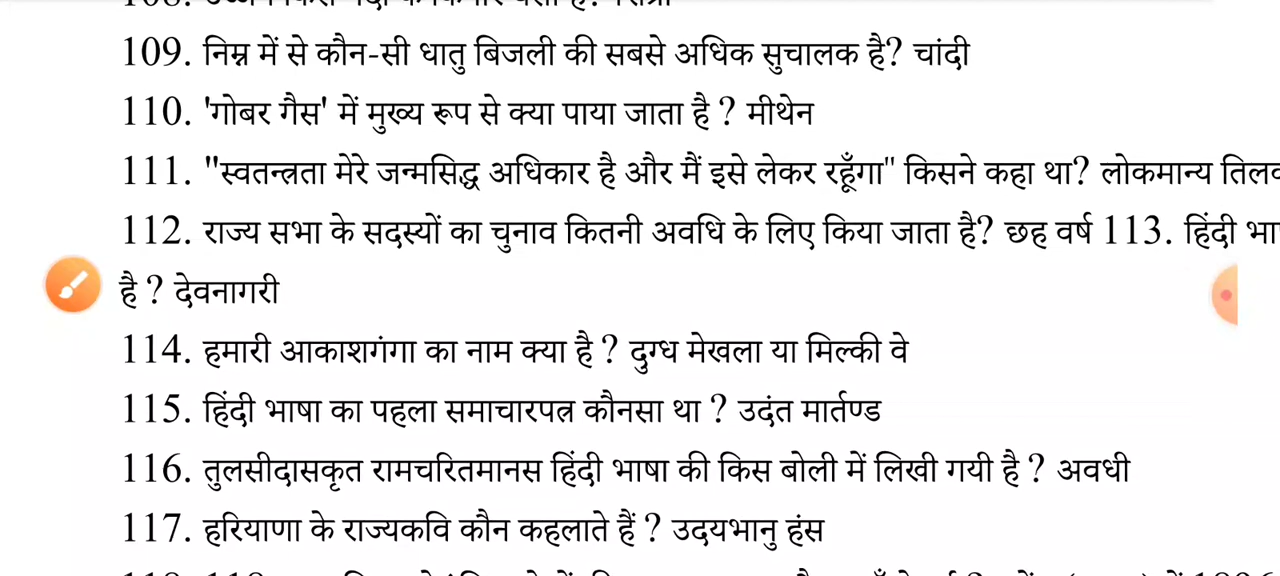 109. निम्न में से कौन-सी धातु बिजली की सबसे अधिक सुचालक है? चांदी
110. 'गोबर गैस' में मुख्य रूप से क्या पाया जाता है ? मीथेन
111. "स्वतन्त्रता मेरे जन्मसिद्ध अधिकार है और मैं इसे लेकर रहूँगा" किसने कहा था? लोकमान्य
112. राज्य सभा के सदस्यों का चुनाव कितनी अवधि के लिए किया जाता है? छह वर्ष 113. हिंदी
है ? देवनागरी
114. हमारी आकाशगंगा का नाम क्या है ? दुग्ध मेखला या मिल्की वे
115. हिंदी भाषा का पहला समाचारपत्र कौनसा था ? उदंत मार्तण्ड
116. तुलसीदासकृत रामचरितमानस हिंदी भाषा की किस बोली में लिखी गयी है ? अवधी
117. हरियाणा के राज्यकवि कौन कहलाते हैं ? उदयभानु हंस